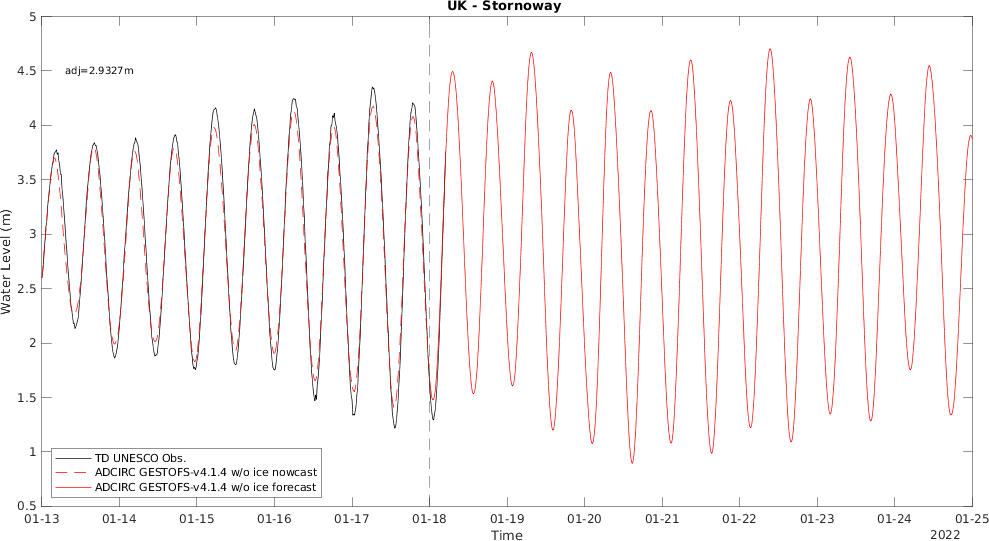 UK - Stornoway
5
4.5
adj=2.9327m
4
3.5
3
2.5
2
1.5
1
0.5
Water Level (m)
TD UNESCO Obs.
ADCIRC GESTOFS-v4.1.4 w/o ice nowcast
ADCIRC GESTOFS-v4.1.4 w/o ice forecast
01-13 01-14 01-15 01-16 01-17 01-18 01-19 01-20 01-21 01-22 01-23 01-24 01-25
Time
2022